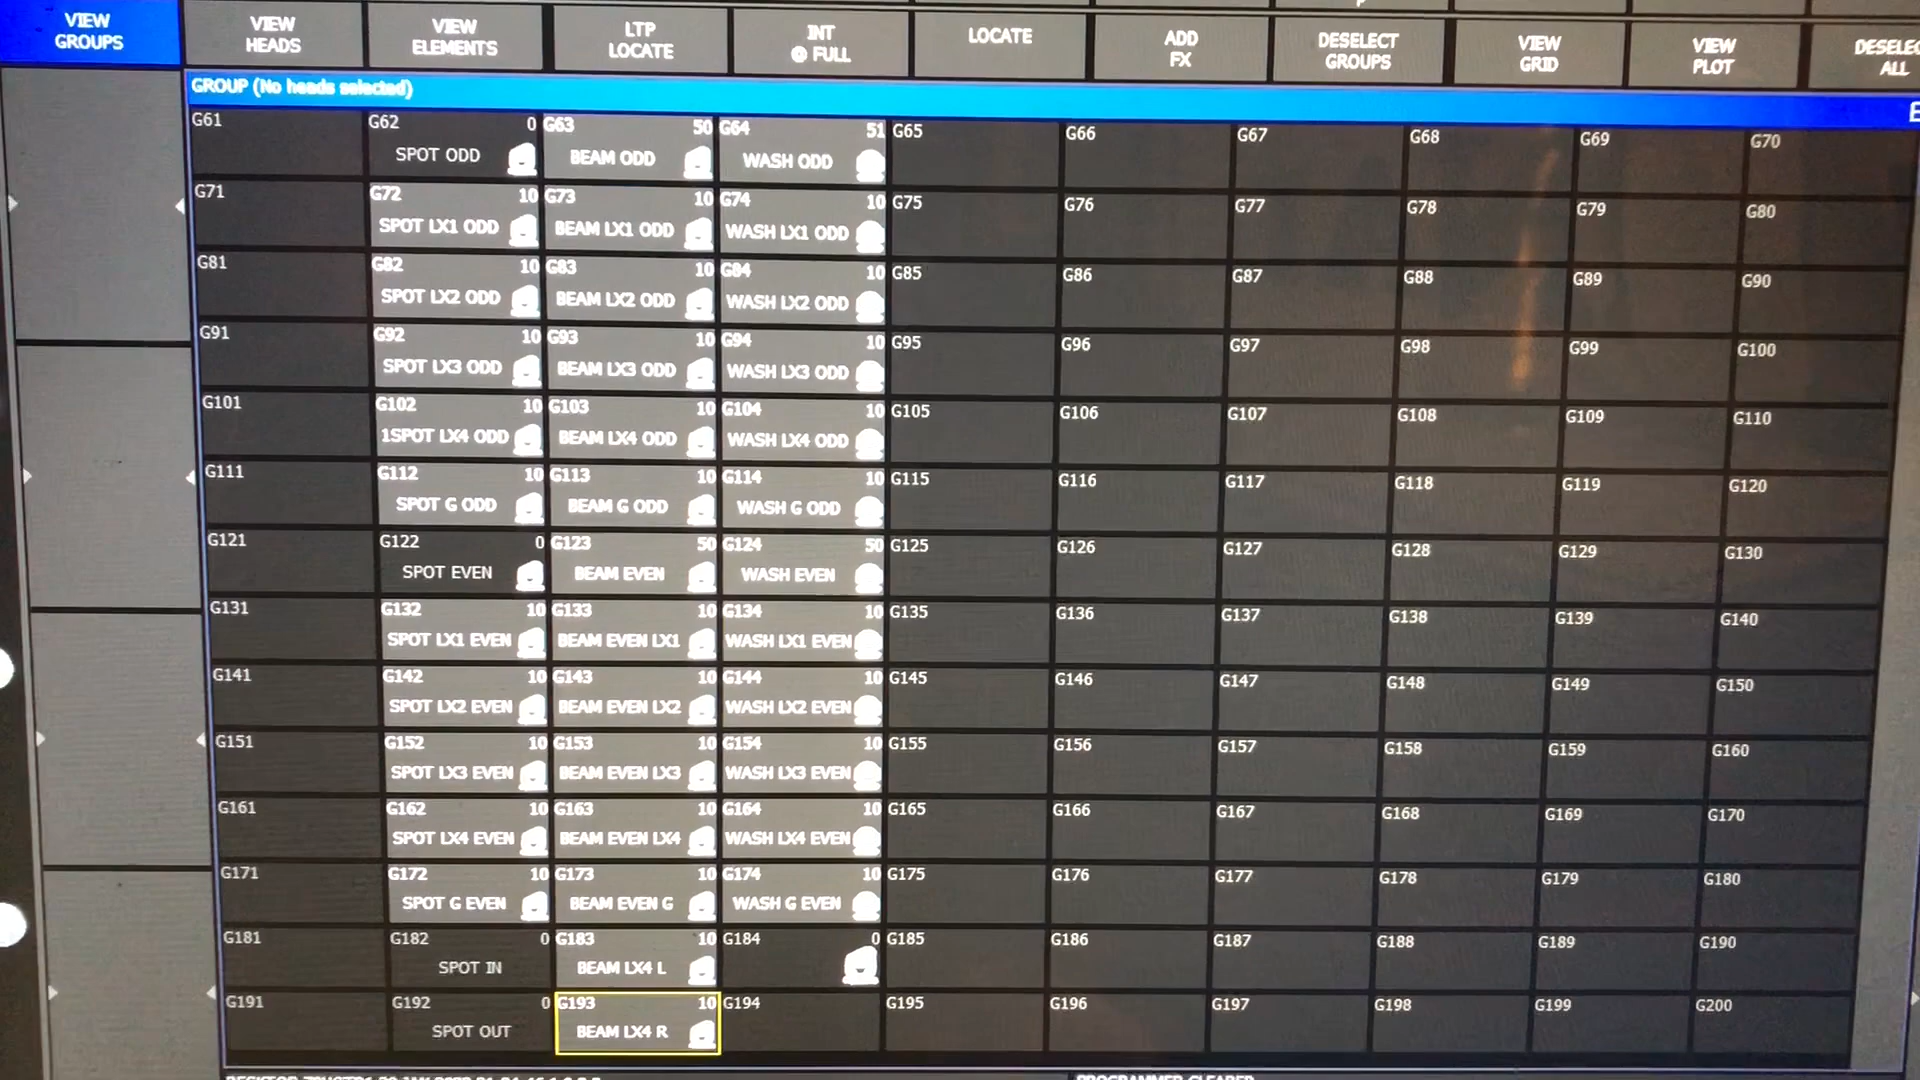 VIEW GROUPS
VIEW HEADS
VIEW ELEMENTS
LTP LOCATE
INT FULL
LOCATE
ADD FX
DESELECT GROUPS
VIEW GRID
VIEW PLOT
ALL
GROUP (No heads selected)
G61 G62 0 G63 50 G64 51 G65 G66 G67 G68 G69 G70
SPOT ODD BEAM ODD WASH ODD
G71 G72 10 G73 10 G74 10 G75 G76 G77 G78 G79 G80
SPOT LX1 ODD BEAM LX1 ODD WASH LX1 ODD
G81 G82 10 G83 10 G84 10 G85 G86 G87 G88 G89 G90
SPOT LX2 ODD BEAM LX2 ODD WASH LX2 ODD
G91 G92 10 G93 10 G94 10 G95 G96 G97 G98 G99 G100
SPOT LX3 ODD BEAM LX3 ODD WASH LX3 ODD
G101 G102 10 G103 10 G104 10 G105 G106 G107 G108 G109 G110
1SPOT LX4 ODD BEAM LX4 ODD WASH LX4 ODD
G111 G112 10 G113 10 G114 10 G115 G116 G117 G118 G119 G120
SPOT G ODD BEAM G ODD WASH G ODD
G121 G122 0 G123 50 G124 50 G125 G126 G127 G128 G129 G130
SPOT EVEN BEAM EVEN WASH EVEN
G131 G132 10 G133 10 G134 10 G135 G136 G137 G138 G139 G140
SPOT LX1 EVEN BEAM EVEN LX1 WASH LX1 EVEN
G141 G142 10 G143 10 G144 10 G145 G146 G147 G148 G149 G150
SPOT LX2 EVEN BEAM EVEN LX2 WASH LX2 EVEN
G151 G152 10 G153 10 G154 10 G155 G156 G157 G158 G159 G160
SPOT LX3 EVEN BEAM EVEN LX3 WASH LX3 EVEN
G161 G162 10 G163 10 G164 10 G165 G166 G167 G168 G169 G170
SPOT LX4 EVEN BEAM EVEN LX4 WASH LX4 EVEN
G171 G172 10 G173 10 G174 10 G175 G176 G177 G178 G179 G180
SPOT G EVEN BEAM EVEN G WASH G EVEN
G181 G182 0 G183 10 G184 0 G185 G186 G187 G188 G189 G190
SPOT IN BEAM LX4 L
G191 G192 0 G193 10 G194 G195 G196 G197 G198 G199 G200
SPOT OUT BEAM LX4 R
PROGRAMMER CLEARED